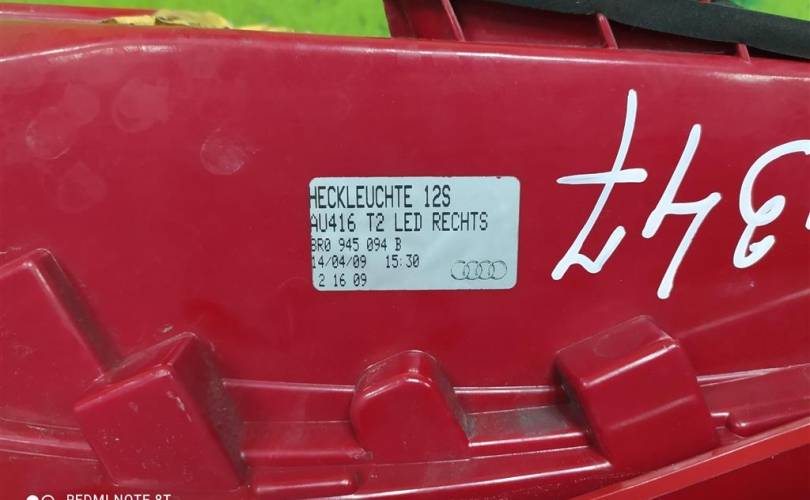 HECKLEUCHTE 12S
AU416 T2 LED RECHTS
8R0 945 094 B
14/04/09 15:30
2 16 09
347
REDMI NOTE 8T